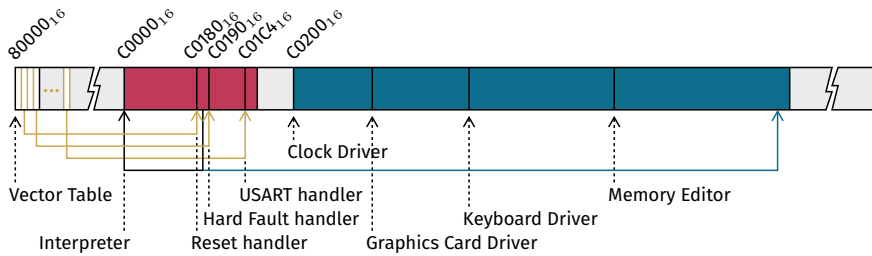 80000₁₆
C0000₁₆
C0180₁₆
C0190₁₆
C01C4₁₆
C0200₁₆
...
Clock Driver
Vector Table
USART handler
Memory Editor
Hard Fault handler
Keyboard Driver
Interpreter
Reset handler
Graphics Card Driver